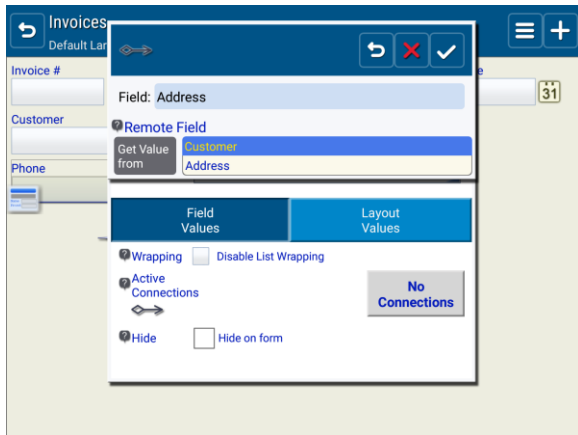 Invoices
Default Lar
Invoice #
e
31
Customer
Phone
Field: Address
Remote Field
Get Value
from
Customer
Address
Field
Values
Layout
Values
Wrapping
Disable List Wrapping
Active
Connections
No
Connections
Hide
Hide on form